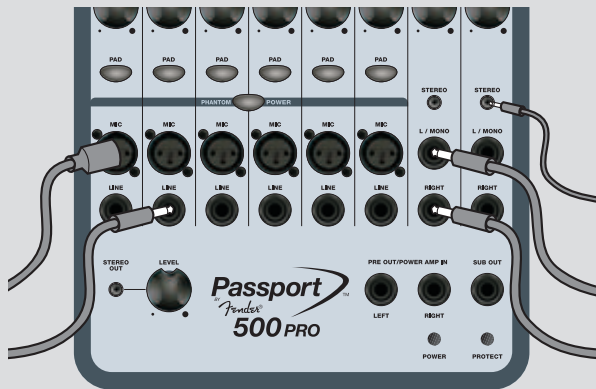 PAD PAD PAD PAD PAD PAD
STEREO STEREO
PHANTOM POWER
MIC MIC MIC MIC MIC MIC L / MONO L / MONO
LINE LINE LINE LINE LINE LINE RIGHT RIGHT
STEREO OUT LEVEL
PRE OUT/POWER AMP IN SUB OUT
Passport™
BY Fender®
500 PRO
LEFT RIGHT
POWER PROTECT